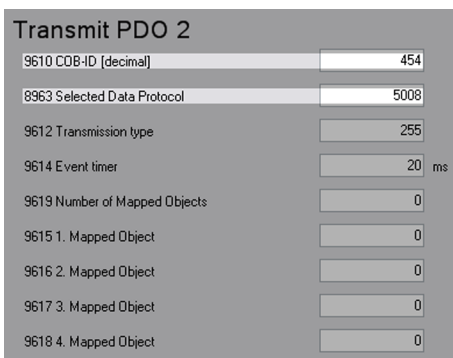 Transmit PDO 2
9610 COB-ID [decimal] 454
8963 Selected Data Protocol 5008
9612 Transmission type 255
9614 Event timer 20 ms
9619 Number of Mapped Objects 0
9615 1. Mapped Object 0
9616 2. Mapped Object 0
9617 3. Mapped Object 0
9618 4. Mapped Object 0